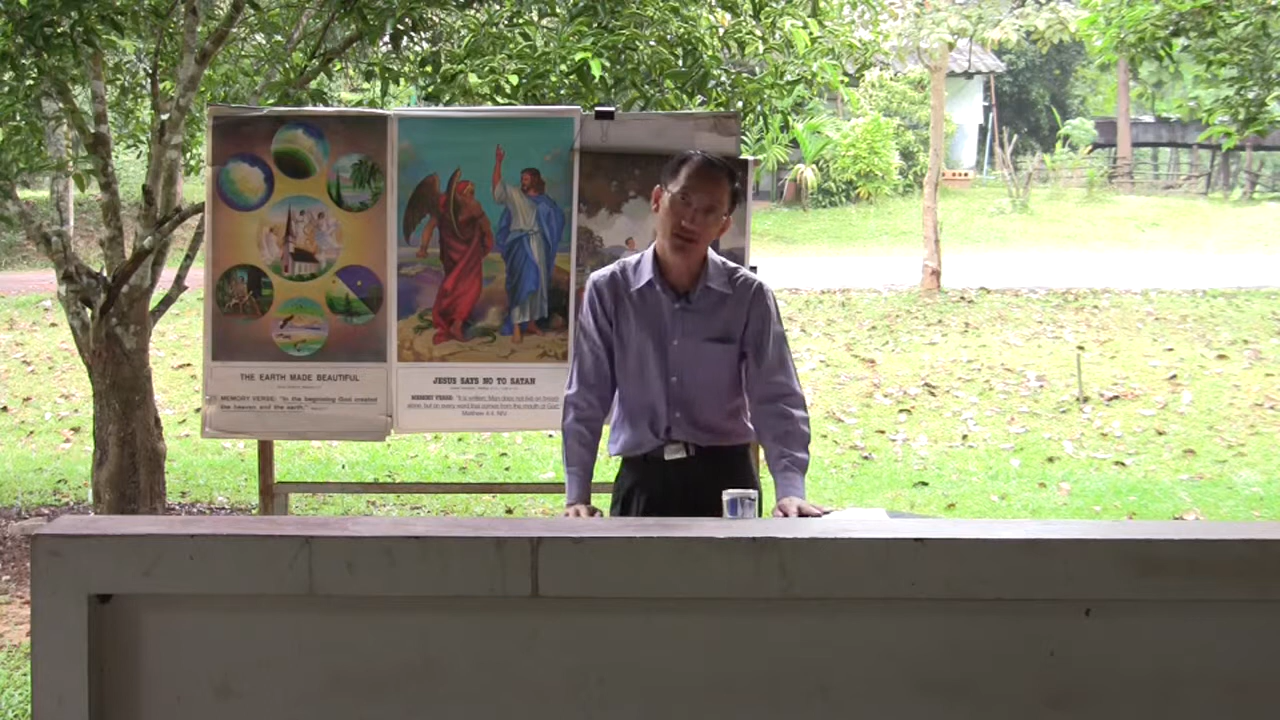 THE EARTH MADE BEAUTIFUL
MEMORY VERSE: "In the beginning God created
the heaven and the earth."
JESUS SAYS NO TO SATAN
MEMORY VERSE: "It is written: Man does not live on bread
alone, but on every word that comes from the mouth of God."
Matthew 4:4, NIV